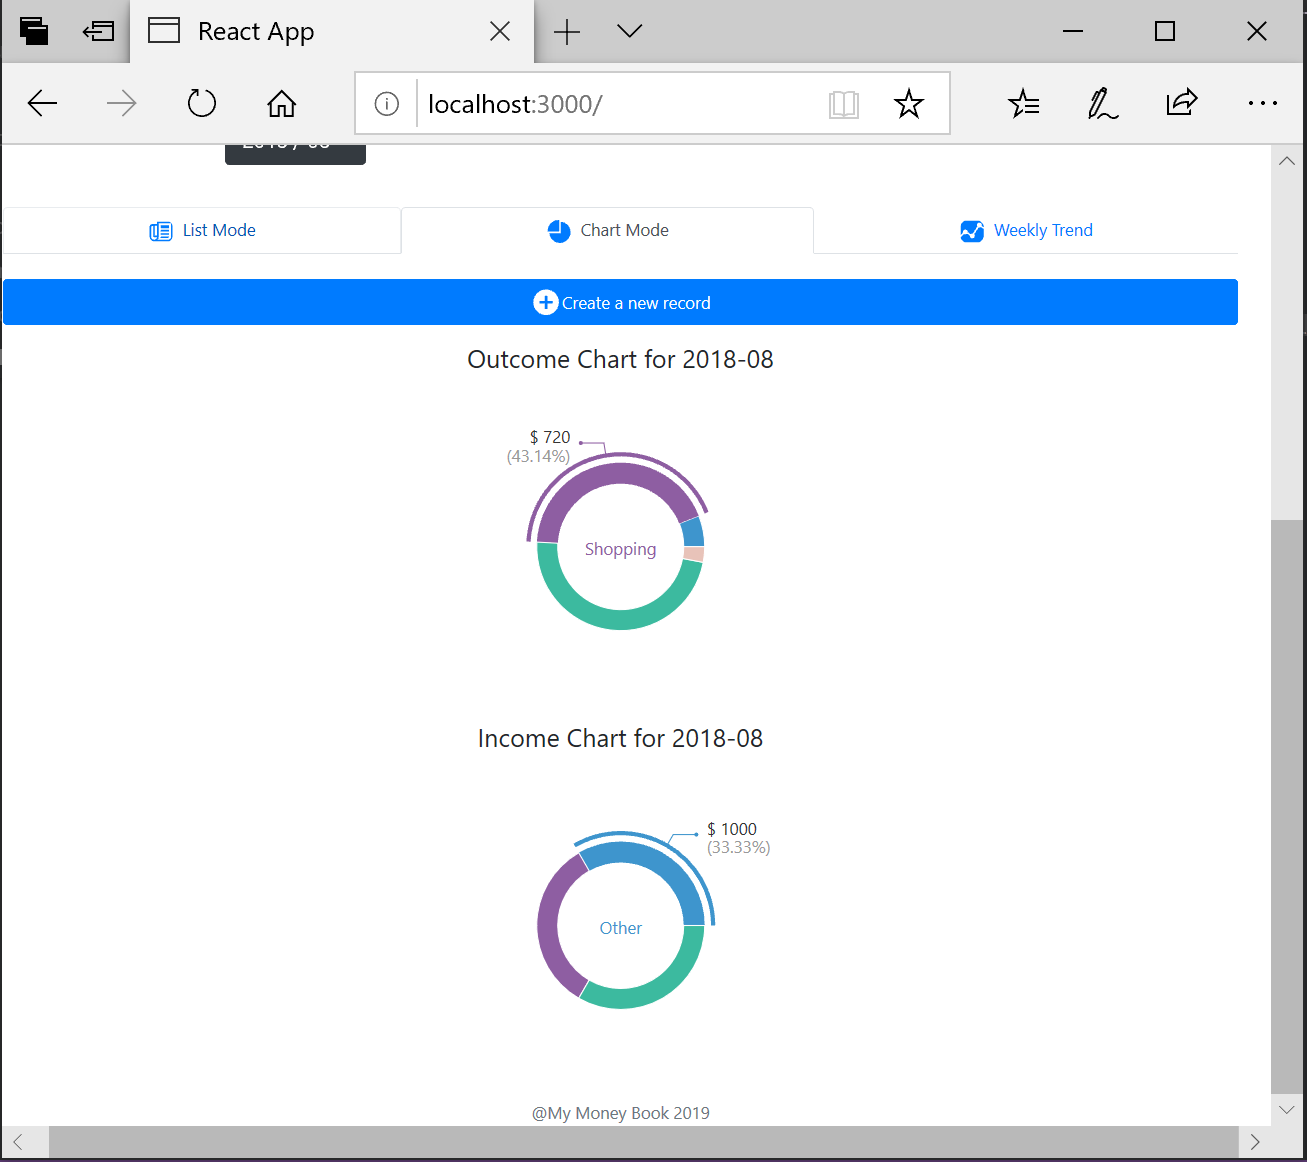 React App
localhost:3000/
List Mode
Chart Mode
Weekly Trend
Create a new record
Outcome Chart for 2018-08
$ 720
(43.14%)
Shopping
Income Chart for 2018-08
$ 1000
(33.33%)
Other
@My Money Book 2019